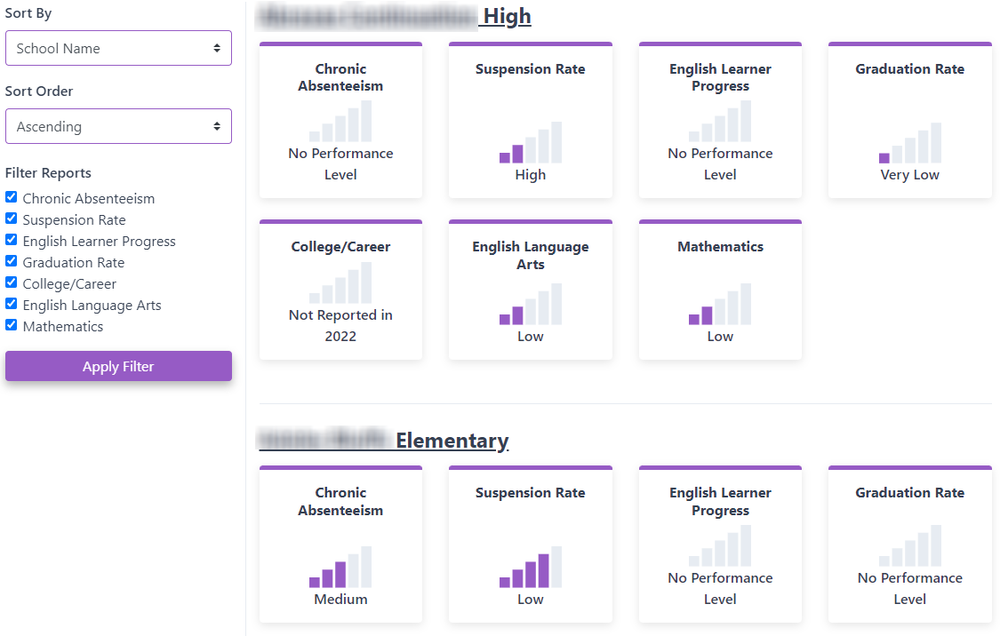 Sort By
School Name
Sort Order
Ascending
Filter Reports
Chronic Absenteeism
Suspension Rate
English Learner Progress
Graduation Rate
College/Career
English Language Arts
Mathematics
Apply Filter
High
Chronic
Absenteeism
No Performance
Level
Suspension Rate
High
English Learner
Progress
No Performance
Level
Graduation Rate
Very Low
College/Career
Not Reported in
2022
English Language
Arts
Low
Mathematics
Low
Elementary
Chronic
Absenteeism
Medium
Suspension Rate
Low
English Learner
Progress
No Performance
Level
Graduation Rate
No Performance
Level